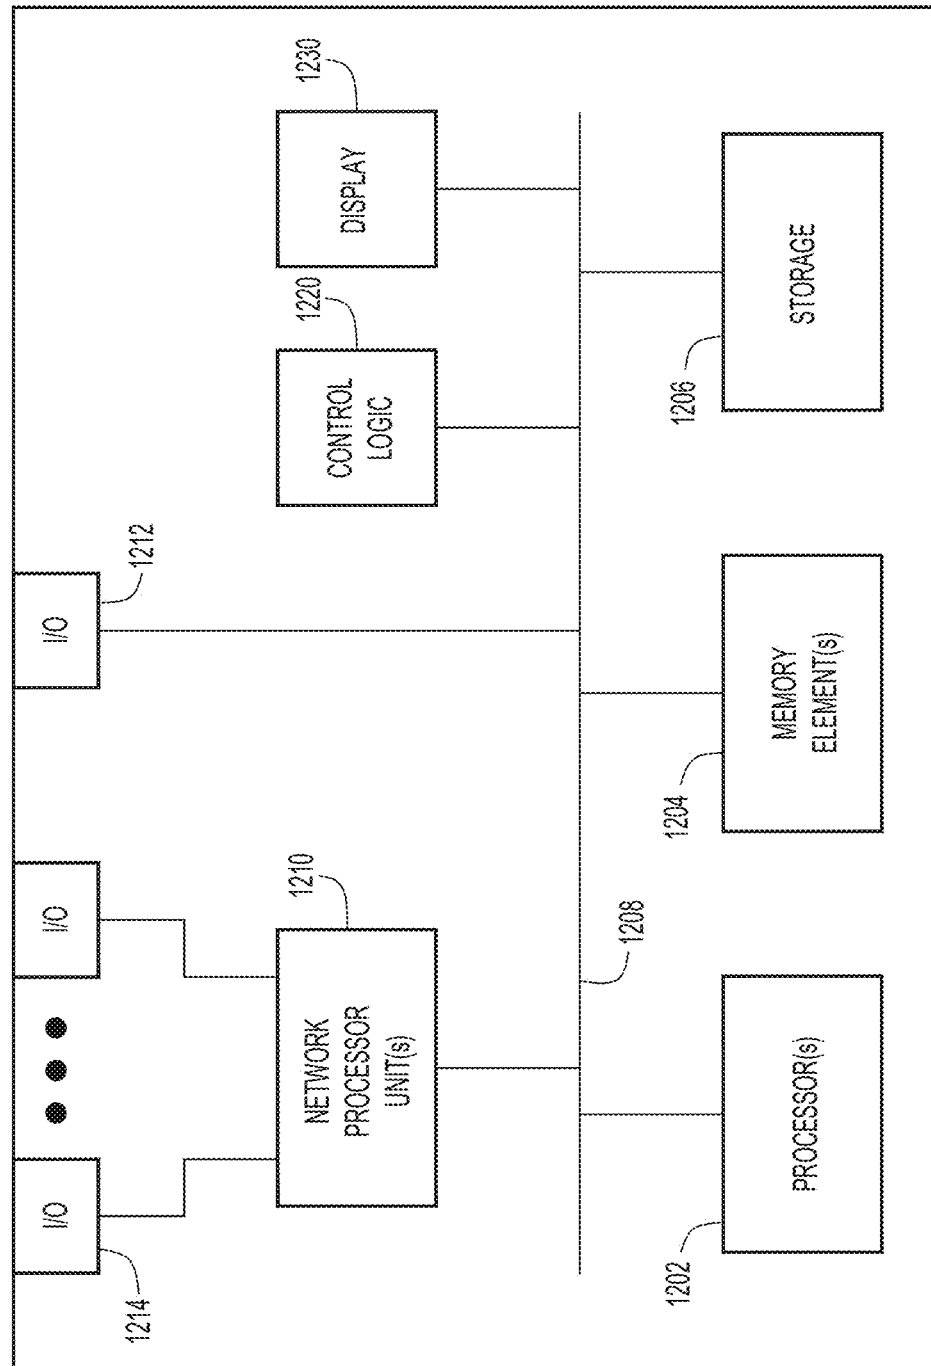 I/O
I/O
I/O
1214
1212
1210
1220
1230
NETWORK
PROCESSOR
UNIT(s)
CONTROL
LOGIC
DISPLAY
1208
1202
1204
1206
PROCESSOR(s)
MEMORY
ELEMENT(s)
STORAGE